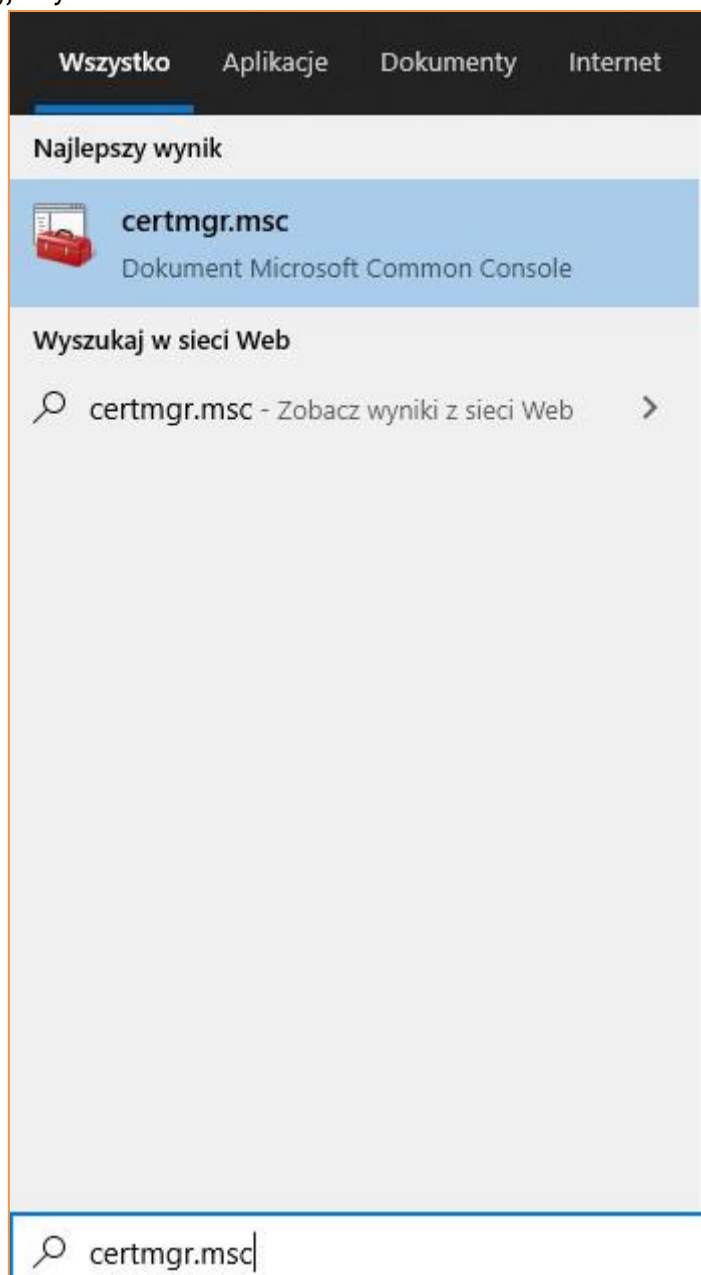 Wszystko Aplikacje Dokumenty Internet
Najlepszy wynik
certmgr.msc
Dokument Microsoft Common Console
Wyszukaj w sieci Web
certmgr.msc - Zobacz wyniki z sieci Web
certmgr.msc